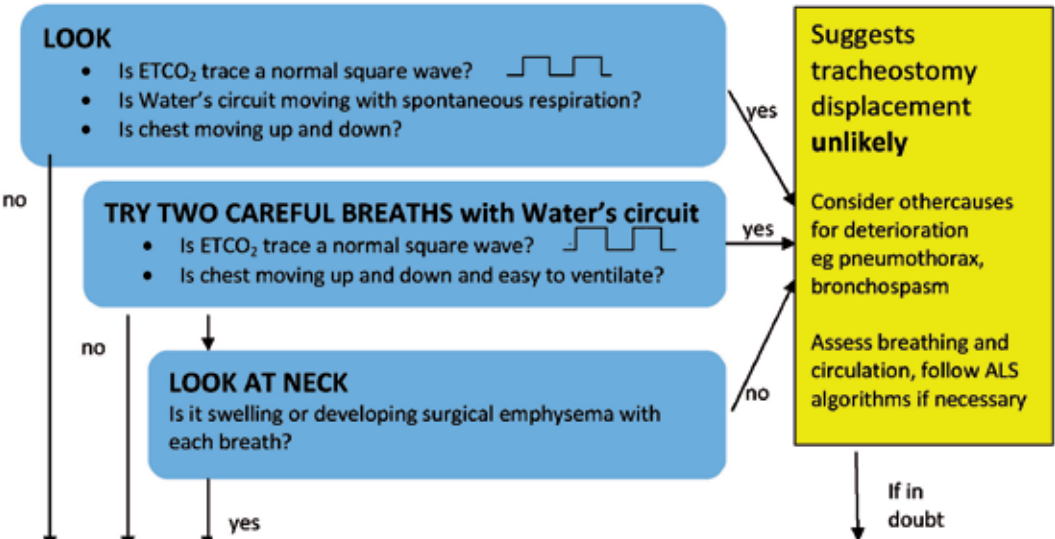 LOOK
• Is ETCO₂ trace a normal square wave?
• Is Water's circuit moving with spontaneous respiration?
• Is chest moving up and down?
no
yes
TRY TWO CAREFUL BREATHS with Water's circuit
• Is ETCO₂ trace a normal square wave?
• Is chest moving up and down and easy to ventilate?
no
yes
LOOK AT NECK
Is it swelling or developing surgical emphysema with
each breath?
no
yes
Suggests
tracheostomy
displacement
unlikely
Consider othercauses
for deterioration
eg pneumothorax,
bronchospasm
Assess breathing and
circulation, follow ALS
algorithms if necessary
If in
doubt